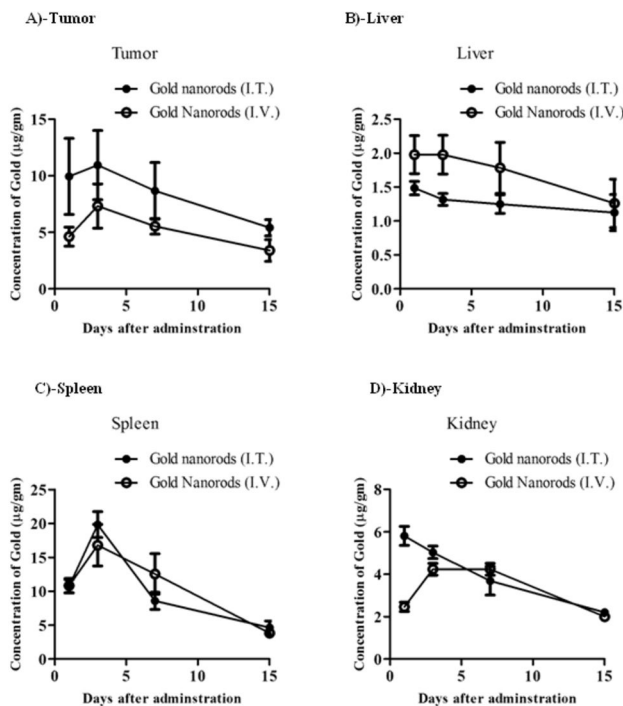 A)-Tumor
Tumor
Gold nanorods (I.T.)
Gold Nanorods (I.V.)
Concentration of Gold (µg/gm)
15
10
5
0
0 5 10 15
Days after adminstration
B)-Liver
Liver
Gold nanorods (I.T.)
Gold Nanorods (I.V.)
Concentration of Gold (µg/gm)
2.5
2.0
1.5
1.0
0.5
0.0
0 5 10 15
Days after adminstration
C)-Spleen
Spleen
Gold nanorods (I.T.)
Gold Nanorods (I.V.)
Concentration of Gold (µg/gm)
25
20
15
10
5
0
0 5 10 15
Days after adminstration
D)-Kidney
Kidney
Gold nanorods (I.T.)
Gold Nanorods (I.V.)
Concentration of Gold (µg/gm)
8
6
4
2
0
0 5 10 15
Days after adminstration